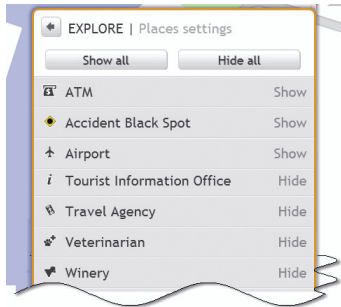 EXPLORE | Places settings
Show all Hide all
ATM Show
Accident Black Spot Show
Airport Show
Tourist Information Office Hide
Travel Agency Hide
Veterinarian Hide
Winery Hide